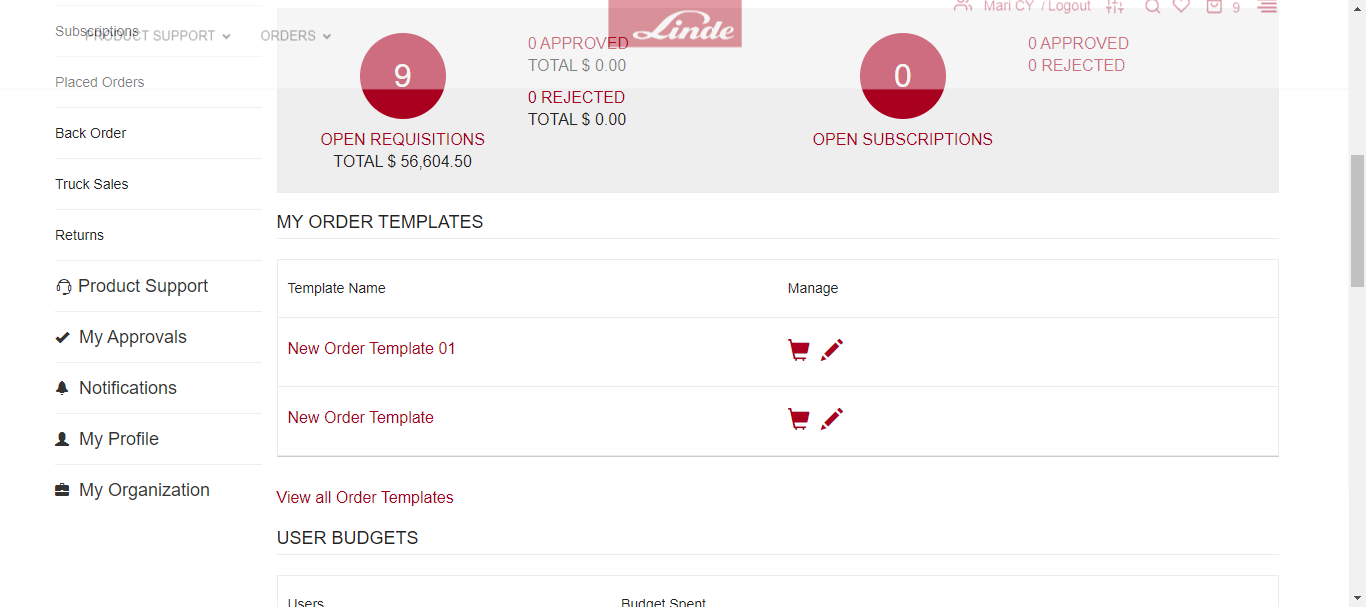 Mari CY / Logout 9
PRODUCT SUPPORT ORDERS
Linde
Subscriptions
Placed Orders
Back Order
Truck Sales
Returns
Product Support
My Approvals
Notifications
My Profile
My Organization
9
OPEN REQUISITIONS
TOTAL $ 56,604.50
0 APPROVED
TOTAL $ 0.00
0 REJECTED
TOTAL $ 0.00
0
OPEN SUBSCRIPTIONS
0 APPROVED
0 REJECTED
MY ORDER TEMPLATES
Template Name Manage
New Order Template 01
New Order Template
View all Order Templates
USER BUDGETS
Users Budget Spent